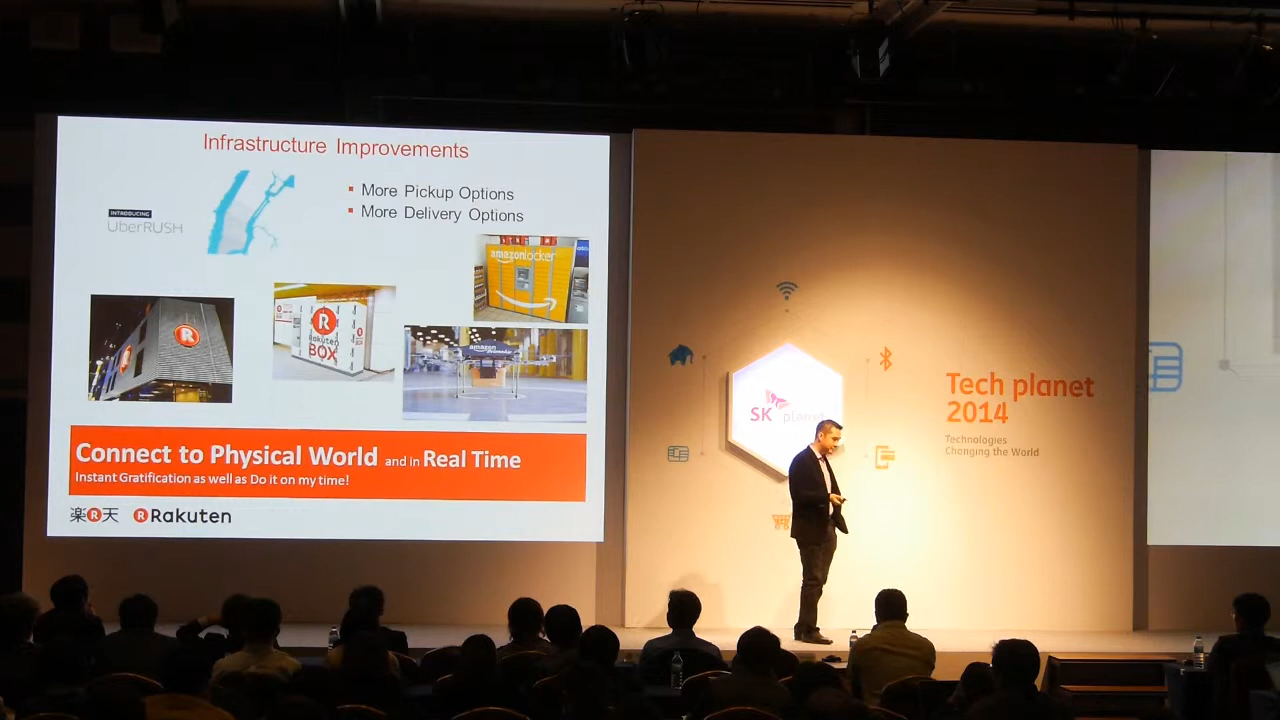 Infrastructure Improvements
More Pickup Options
More Delivery Options
INTRODUCING
UberRUSH
amazonlocker
R
R
Rakuten
BOX
amazon
Connect to Physical World and in Real Time
Instant Gratification as well as Do it on my time!
楽R天 R Rakuten
SK planet
Tech planet
2014
Technologies
Changing the World